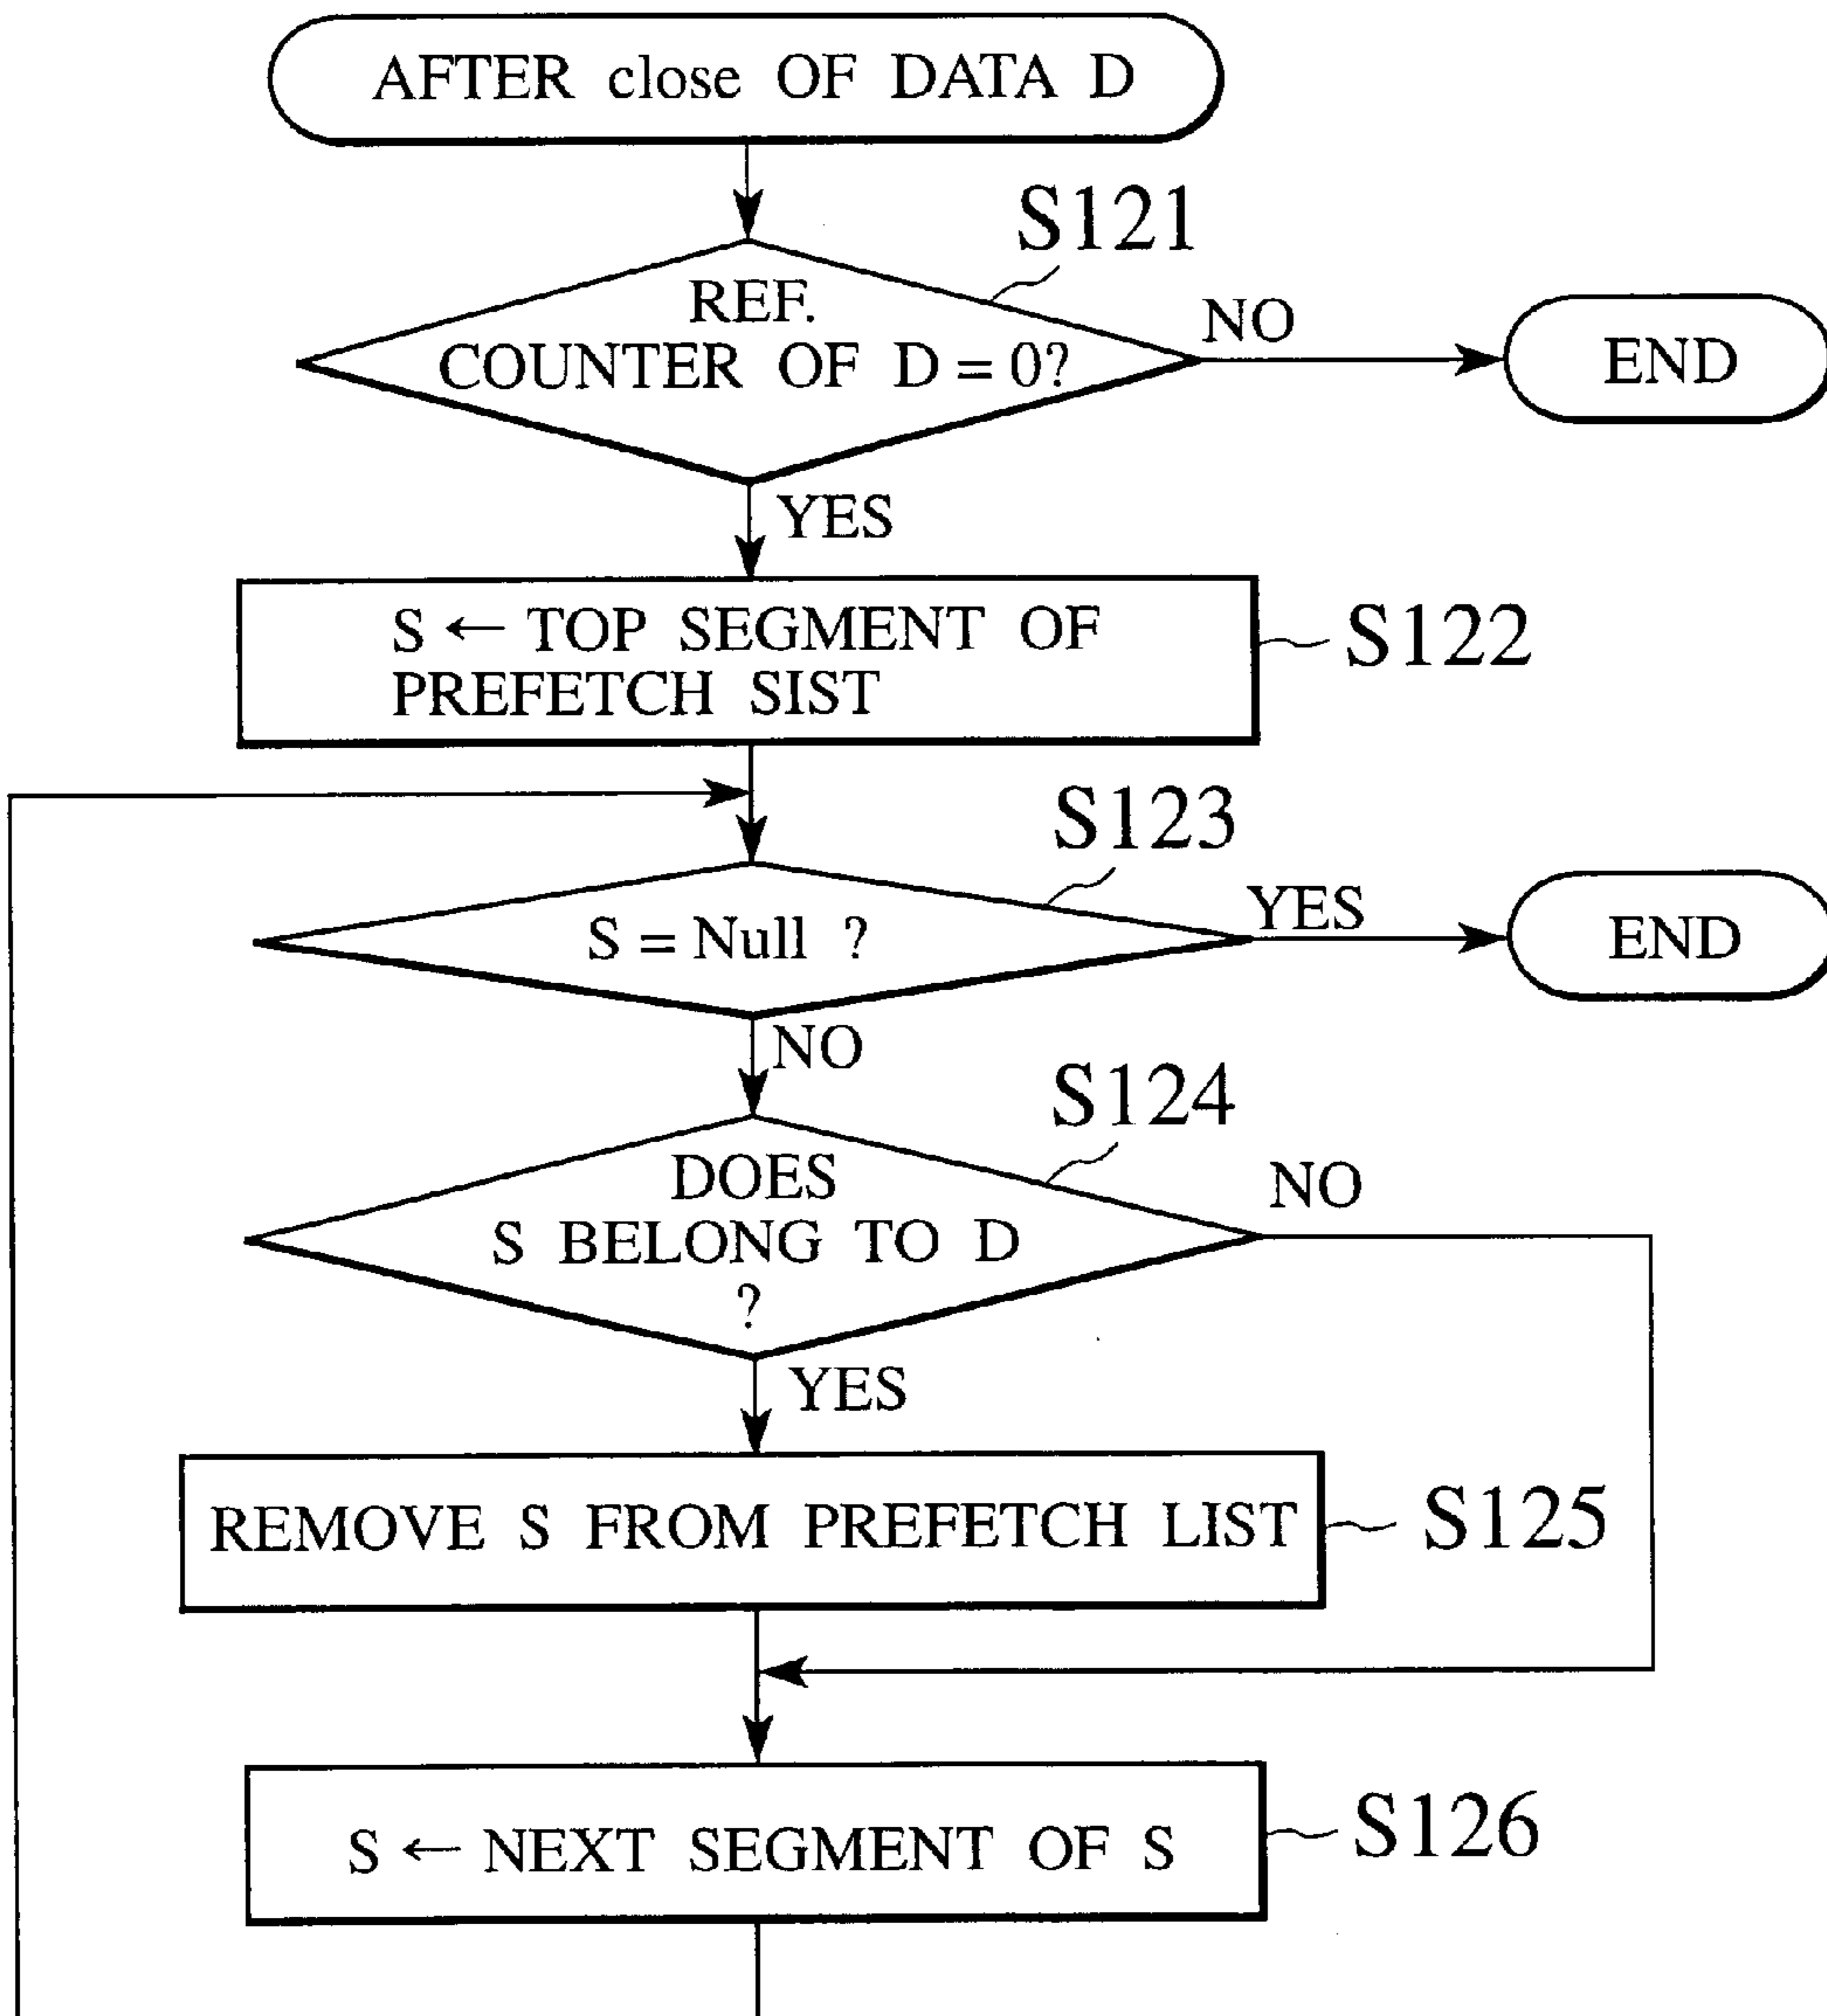 AFTER close OF DATA D
S121
REF.
COUNTER OF D = 0?
NO
END
YES
S ← TOP SEGMENT OF
PREFETCH SIST
S122
S123
S = Null ?
YES
END
NO
S124
DOES
S BELONG TO D
?
NO
YES
REMOVE S FROM PREFETCH LIST
S125
S ← NEXT SEGMENT OF S
S126